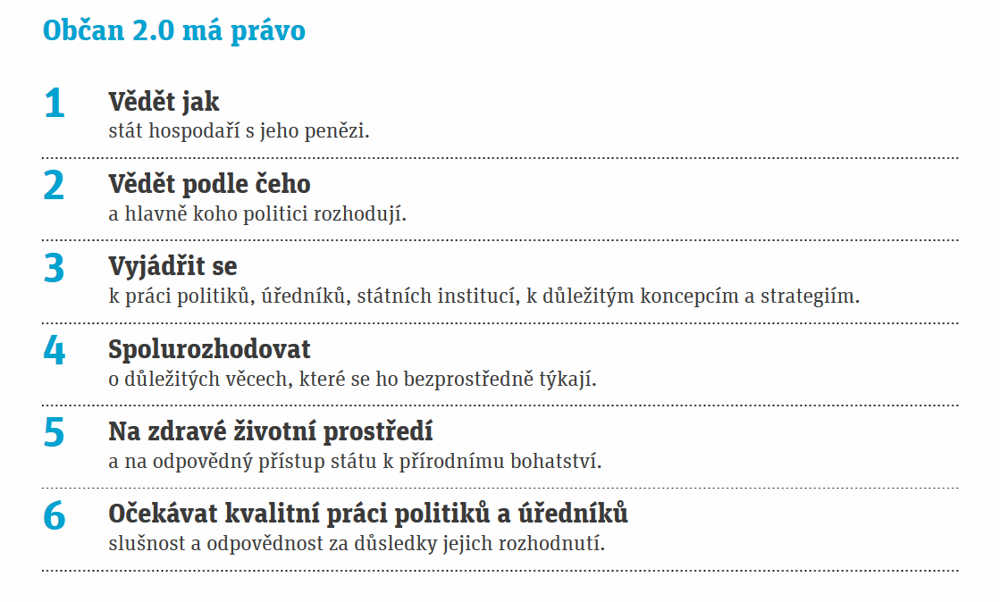 Občan 2.0 má právo
1
Vědět jak
stát hospodaří s jeho penězi.
2
Vědět podle čeho
a hlavně koho politici rozhodují.
3
Vyjádřit se
k práci politiků, úředníků, státních institucí, k důležitým koncepcím a strategiím.
4
Spolurozhodovat
o důležitých věcech, které se ho bezprostředně týkají.
5
Na zdravé životní prostředí
a na odpovědný přístup státu k přírodnímu bohatství.
6
Očekávat kvalitní práci politiků a úředníků
slušnost a odpovědnost za důsledky jejich rozhodnutí.